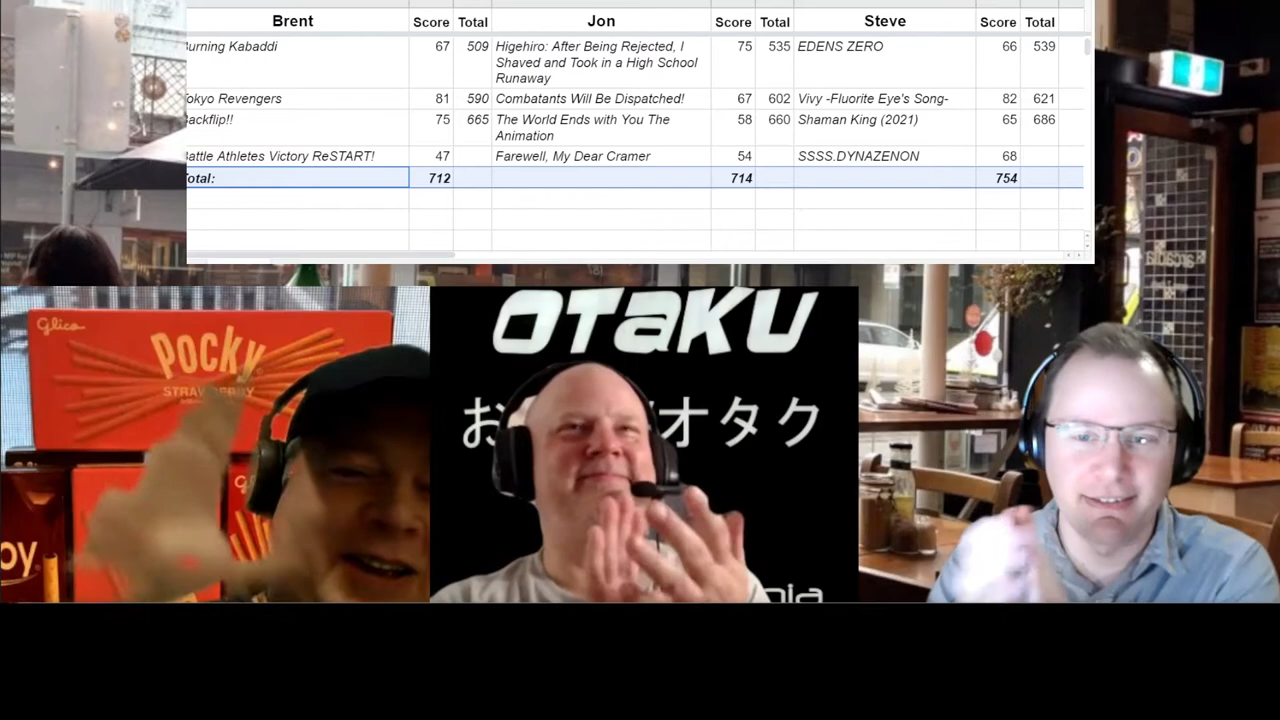 Brent Score Total Jon Score Total Steve Score Total
urning Kabaddi 67 509 Higehiro: After Being Rejected, I 75 535 EDENS ZERO 66 539
Shaved and Took in a High School
Runaway
okyo Revengers 81 590 Combatants Will Be Dispatched! 67 602 Vivy -Fluorite Eye's Song- 82 621
ackflip!! 75 665 The World Ends with You The 58 660 Shaman King (2021) 65 686
Animation
attle Athletes Victory ReSTART! 47 Farewell, My Dear Cramer 54 SSSS.DYNAZENON 68
otal: 712 714 754
Glico
POCKY
STRAWBERRY
OTAKU
お オタク
arcadia